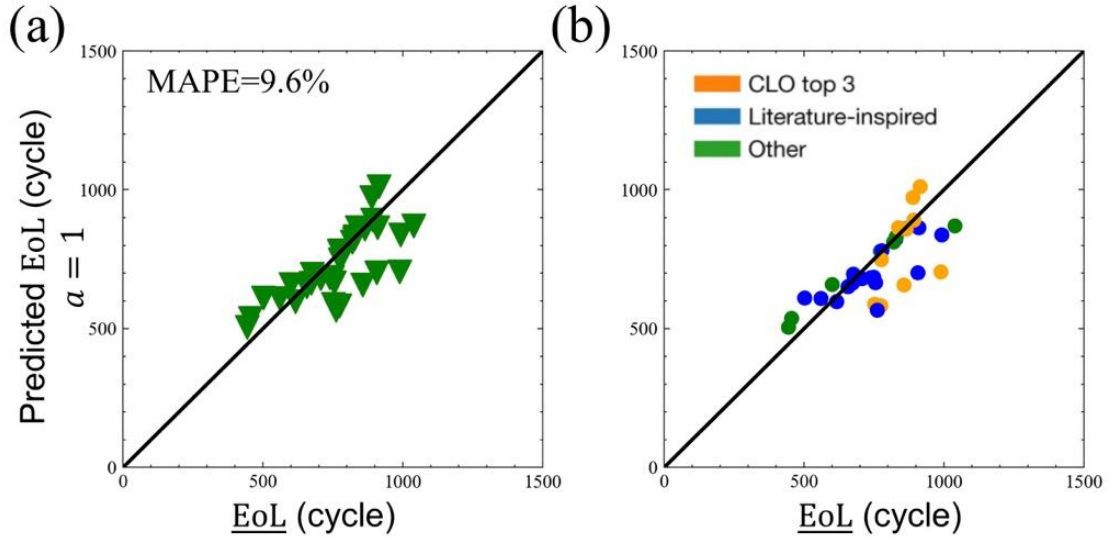 (a)
Predicted EoL (cycle)
a = 1
1500
1000
500
0
MAPE=9.6%
0 500 1000 1500
EoL (cycle)
(b)
1500
1000
500
0
CLO top 3
Literature-inspired
Other
0 500 1000 1500
EoL (cycle)